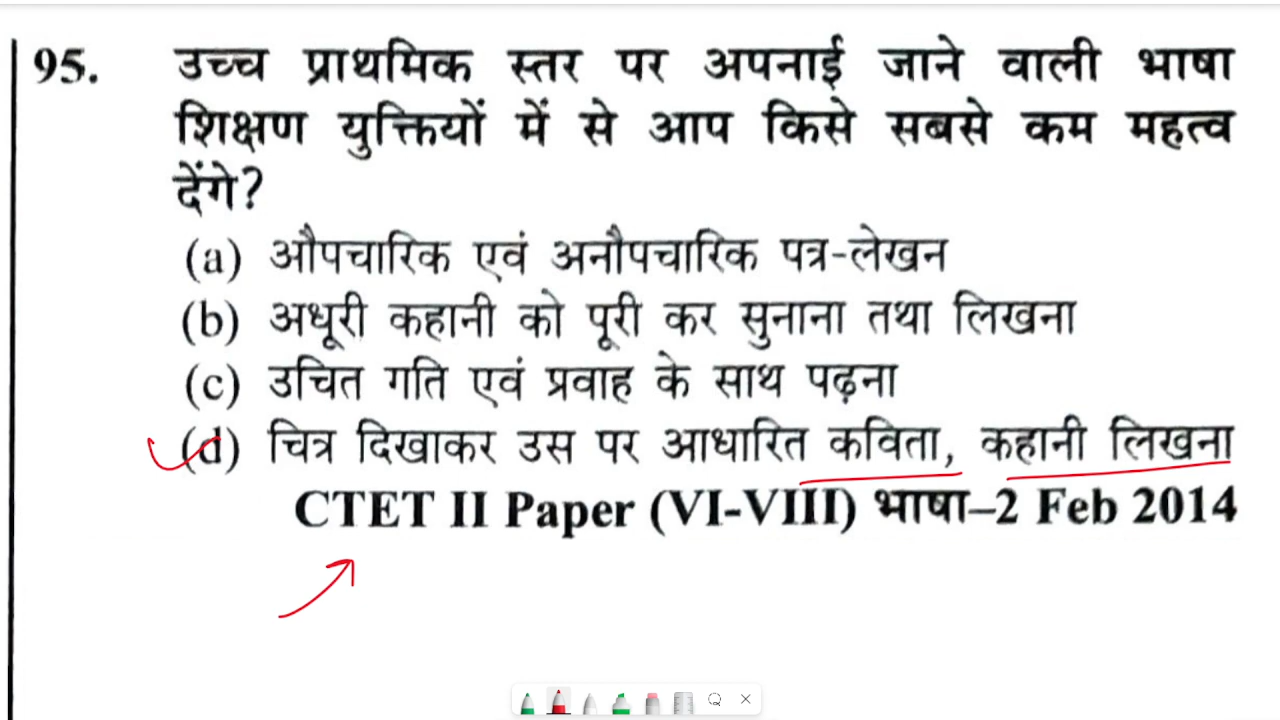 95. उच्च प्राथमिक स्तर पर अपनाई जाने वाली भाषा
शिक्षण युक्तियों में से आप किसे सबसे कम महत्व
देंगे?
(a) औपचारिक एवं अनौपचारिक पत्र-लेखन
(b) अधूरी कहानी को पूरी कर सुनाना तथा लिखना
(c) उचित गति एवं प्रवाह के साथ पढ़ना
(d) चित्र दिखाकर उस पर आधारित कविता, कहानी लिखना
CTET II Paper (VI-VIII) भाषा–2 Feb 2014